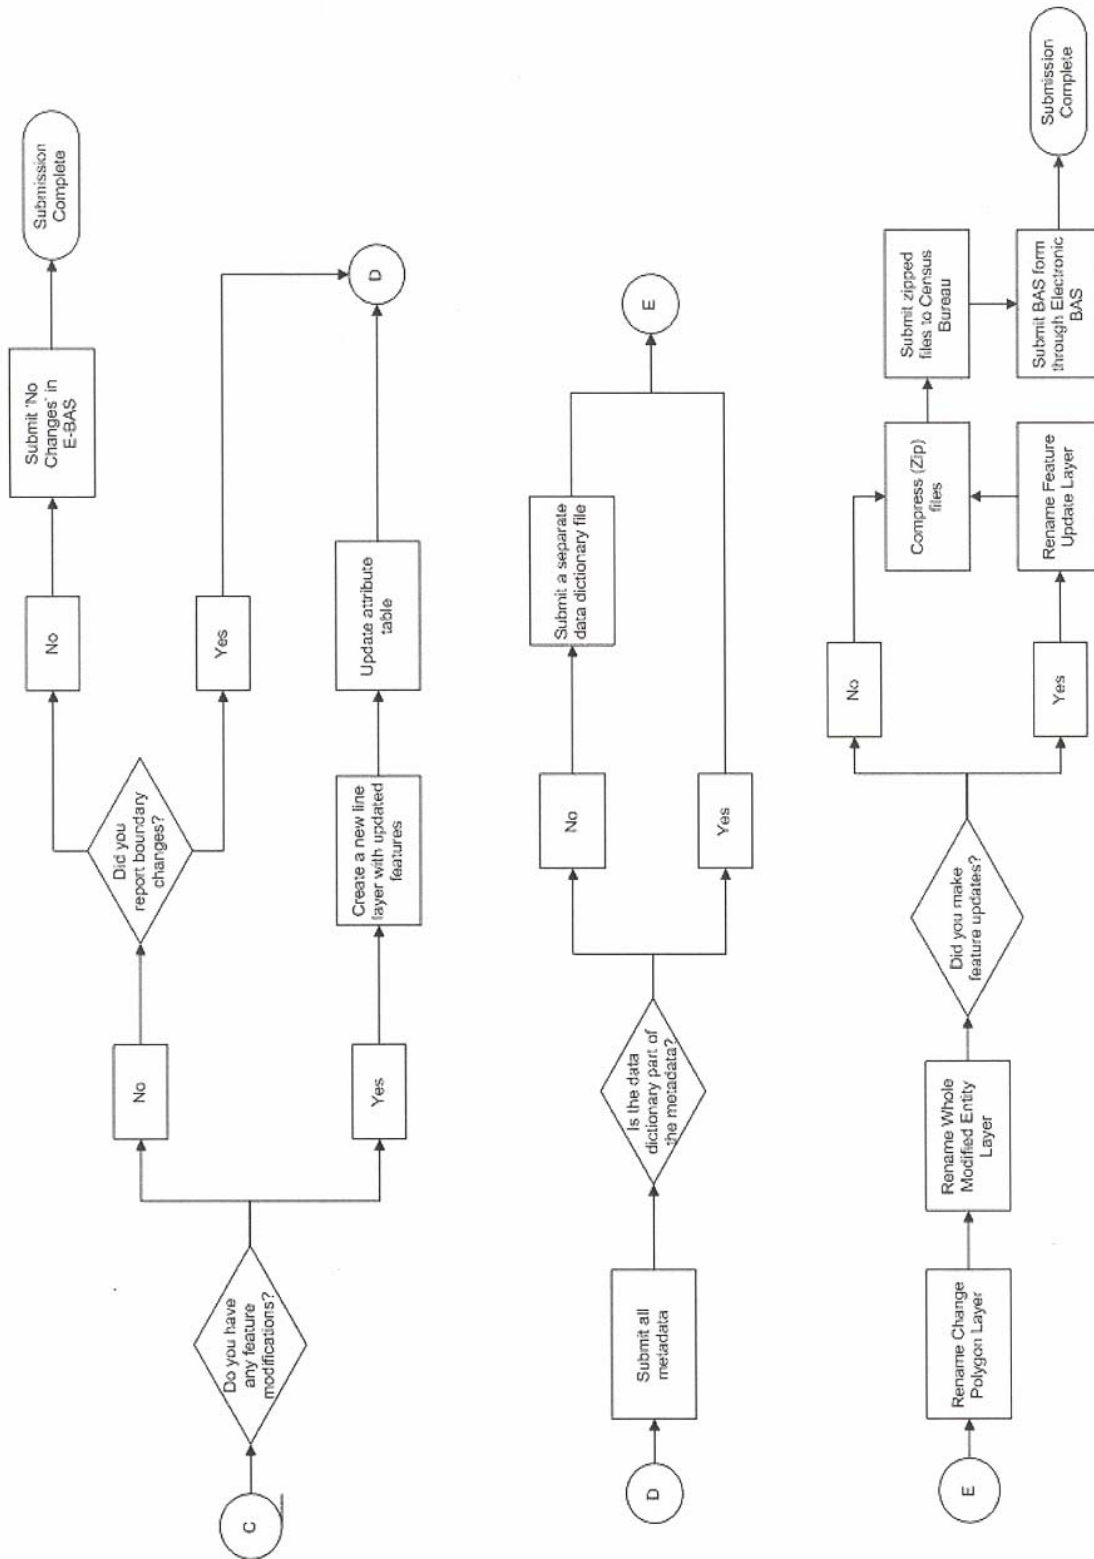 C
Do you have
any feature
modifications?
No
Yes
Did you
report boundary
changes?
No
Yes
Submit 'No
Changes' in
E-BAS
Submission
Complete
Create a new line
layer with updated
features
Update attribute
table
D
D
Submit all
metadata
Is the data
dictionary part of
the metadata?
No
Yes
Submit a separate
data dictionary file
E
E
Rename Change
Polygon Layer
Rename Whole
Modified Entity
Layer
Did you make
feature updates?
No
Yes
Compress (Zip)
files
Rename Feature
Update Layer
Submit zipped
files to Census
Bureau
Submit BAS form
through Electronic
BAS
Submission
Complete